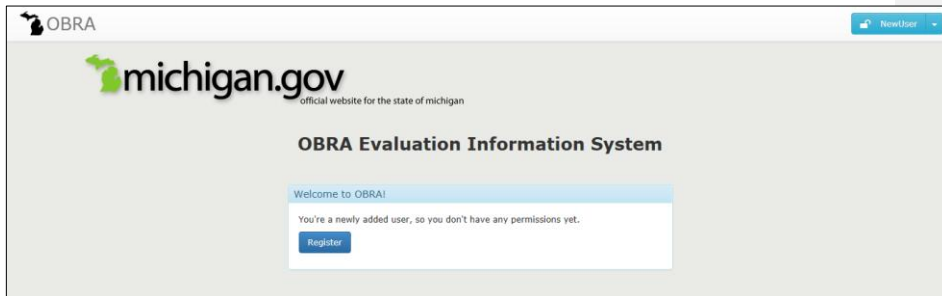 OBRA
NewUser
michigan.gov
official website for the state of michigan
OBRA Evaluation Information System
Welcome to OBRA!
You're a newly added user, so you don't have any permissions yet.
Register